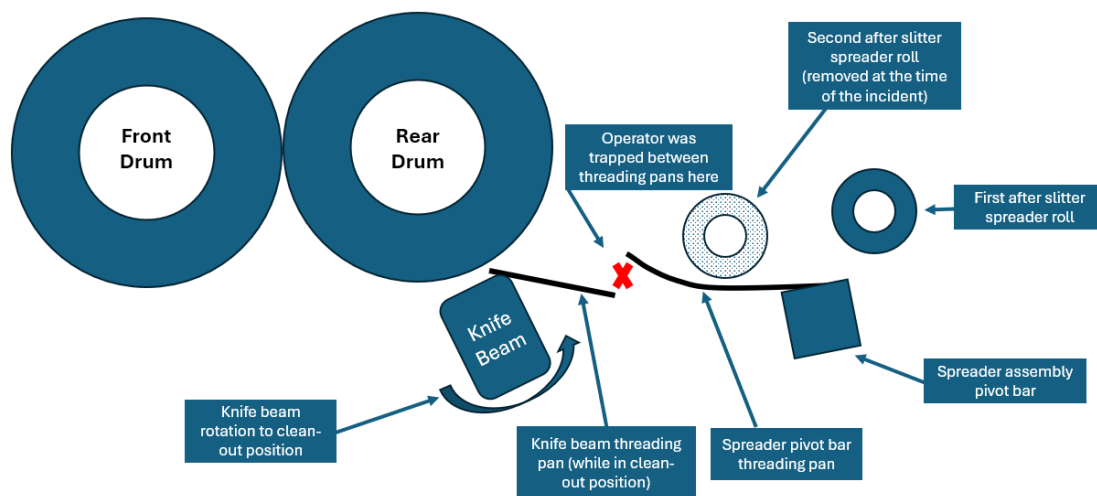 Second after slitter
spreader roll
(removed at the time
of the incident)
Front
Drum
Rear
Drum
Operator was
trapped between
threading pans here
First after slitter
spreader roll
Knife
Beam
Spreader assembly
pivot bar
Knife beam
rotation to clean-
out position
Knife beam threading
pan (while in clean-
out position)
Spreader pivot bar
threading pan